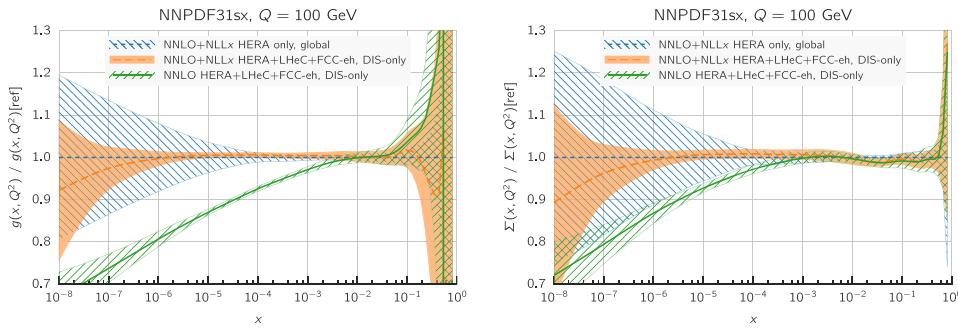 NNPDF31sx, Q = 100 GeV
NNLO+NLLx HERA only, global
NNLO+NLLx HERA+LHeC+FCC-eh, DIS-only
NNLO HERA+LHeC+FCC-eh, DIS-only
g(x, Q²) / g(x, Q²)[ref]
1.3
1.2
1.1
1.0
0.9
0.8
0.7
10⁻⁸ 10⁻⁷ 10⁻⁶ 10⁻⁵ 10⁻⁴ 10⁻³ 10⁻² 10⁻¹ 10⁰
x
NNPDF31sx, Q = 100 GeV
NNLO+NLLx HERA only, global
NNLO+NLLx HERA+LHeC+FCC-eh, DIS-only
NNLO HERA+LHeC+FCC-eh, DIS-only
Σ(x, Q²) / Σ(x, Q²)[ref]
1.3
1.2
1.1
1.0
0.9
0.8
0.7
10⁻⁸ 10⁻⁷ 10⁻⁶ 10⁻⁵ 10⁻⁴ 10⁻³ 10⁻² 10⁻¹ 10⁰
x